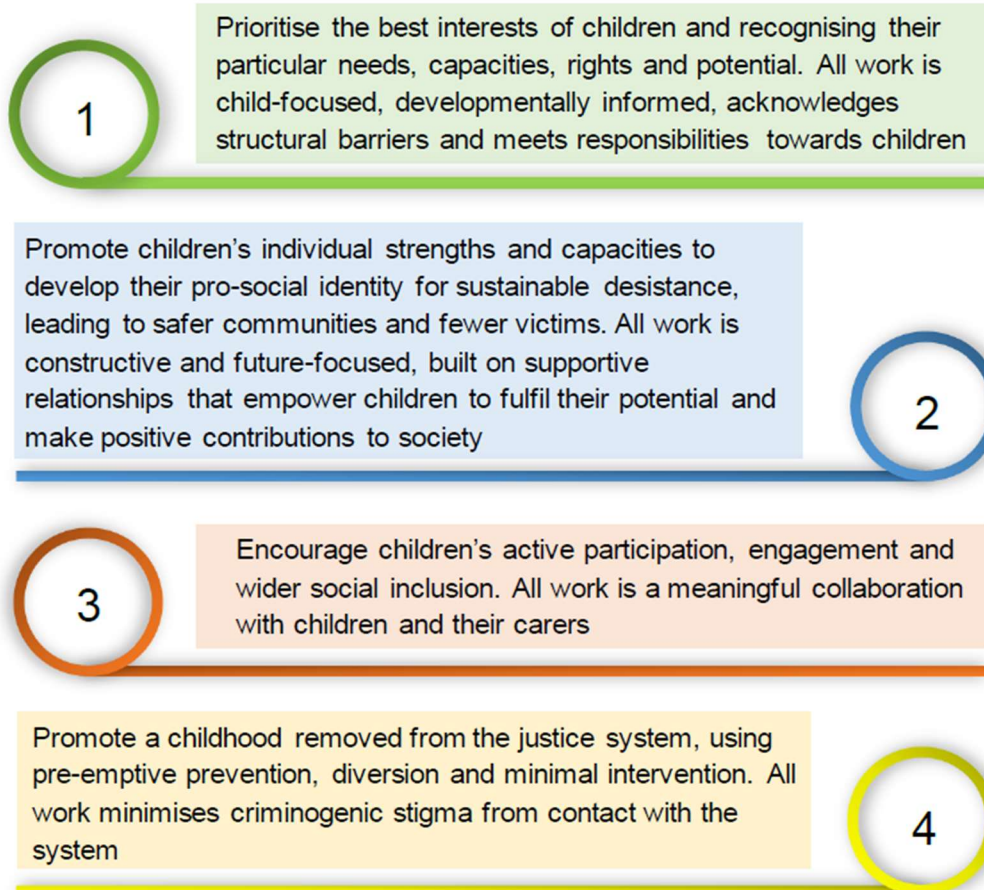 1
Prioritise the best interests of children and recognising their
particular needs, capacities, rights and potential. All work is
child-focused, developmentally informed, acknowledges
structural barriers and meets responsibilities towards children
Promote children's individual strengths and capacities to
develop their pro-social identity for sustainable desistance,
leading to safer communities and fewer victims. All work is
constructive and future-focused, built on supportive
relationships that empower children to fulfil their potential and
make positive contributions to society
2
3
Encourage children's active participation, engagement and
wider social inclusion. All work is a meaningful collaboration
with children and their carers
Promote a childhood removed from the justice system, using
pre-emptive prevention, diversion and minimal intervention. All
work minimises criminogenic stigma from contact with the
system
4